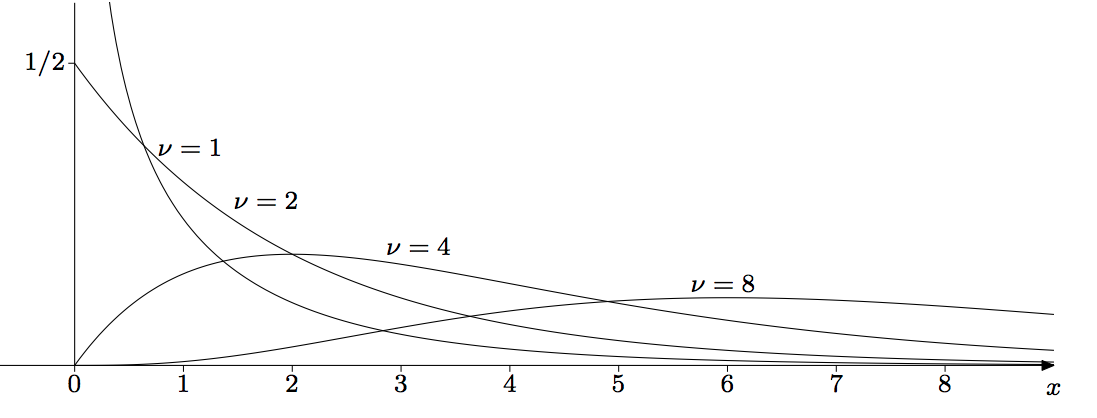 1/2
ν = 1
ν = 2
ν = 4
ν = 8
0 1 2 3 4 5 6 7 8 x